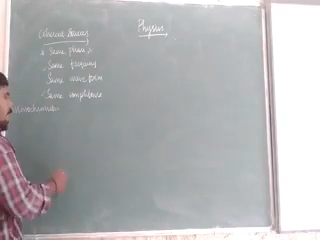 Physics
Coherent Sources
Same phase
Same frequency
Same wave form
Same amplitude